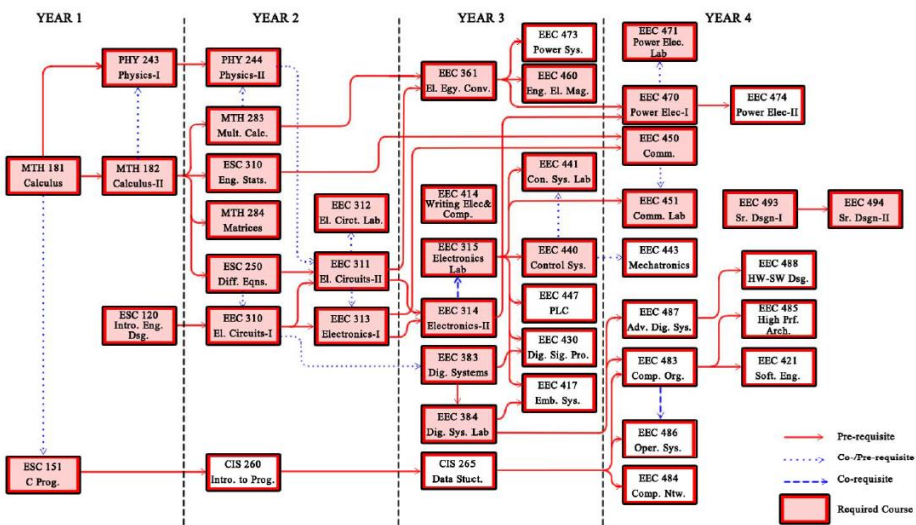 YEAR 1
YEAR 2
YEAR 3
YEAR 4
PHY 243
Physics-I
MTH 181
Calculus
MTH 182
Calculus-II
ESC 120
Intro. Eng.
Dsg.
ESC 151
C Prog.
PHY 244
Physics-II
MTH 283
Mult. Calc.
ESC 310
Eng. Stats.
MTH 284
Matrices
ESC 250
Diff. Eqns.
EEC 310
El. Circuits-I
CIS 260
Intro. to Prog.
EEC 312
El. Circt. Lab.
EEC 311
El. Circuits-II
EEC 313
Electronics-I
EEC 361
El. Egy. Conv.
EEC 414
Writing Elec&
Comp.
EEC 315
Electronics
Lab
EEC 314
Electronics-II
EEC 383
Dig. Systems
EEC 384
Dig. Sys. Lab
CIS 265
Data Stuct.
EEC 473
Power Sys.
EEC 460
Eng. El. Mag.
EEC 441
Con. Sys. Lab
EEC 440
Control Sys.
EEC 447
PLC
EEC 430
Dig. Sig. Pro.
EEC 417
Emb. Sys.
EEC 471
Power Elec.
Lab
EEC 470
Power Elec-I
EEC 450
Comm.
EEC 451
Comm. Lab
EEC 443
Mechatronics
EEC 487
Adv. Dig. Sys.
EEC 483
Comp. Org.
EEC 486
Oper. Sys.
EEC 484
Comp. Ntw.
EEC 474
Power Elec-II
EEC 493
Sr. Dsgn-I
EEC 494
Sr. Dsgn-II
EEC 488
HW-SW Dsg.
EEC 485
High Prf.
Arch.
EEC 421
Soft. Eng.
Pre-requisite
Co-/Pre-requisite
Co-requisite
Required Course